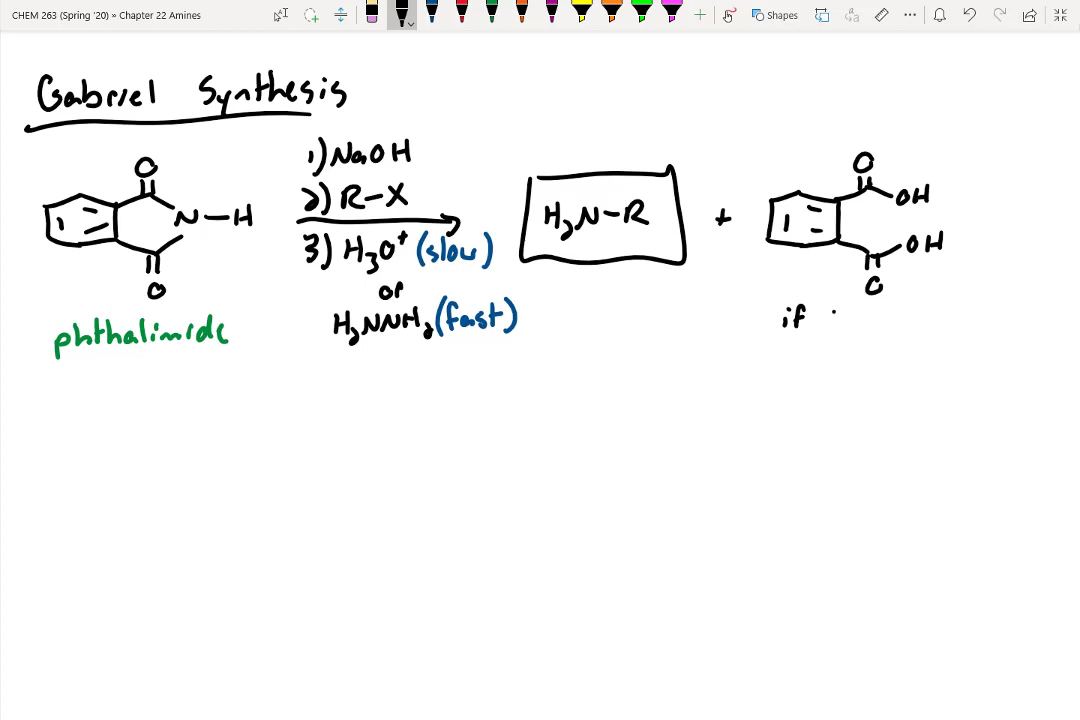 CHEM 263 (Spring '20) » Chapter 22 Amines
Shapes
Gabriel Synthesis
O
N-H
O
phthalimide
1) NaOH
2) R-X
3) H3O+ (slow)
or
H2NNH2 (fast)
H2N-R
+
O
OH
OH
O
if